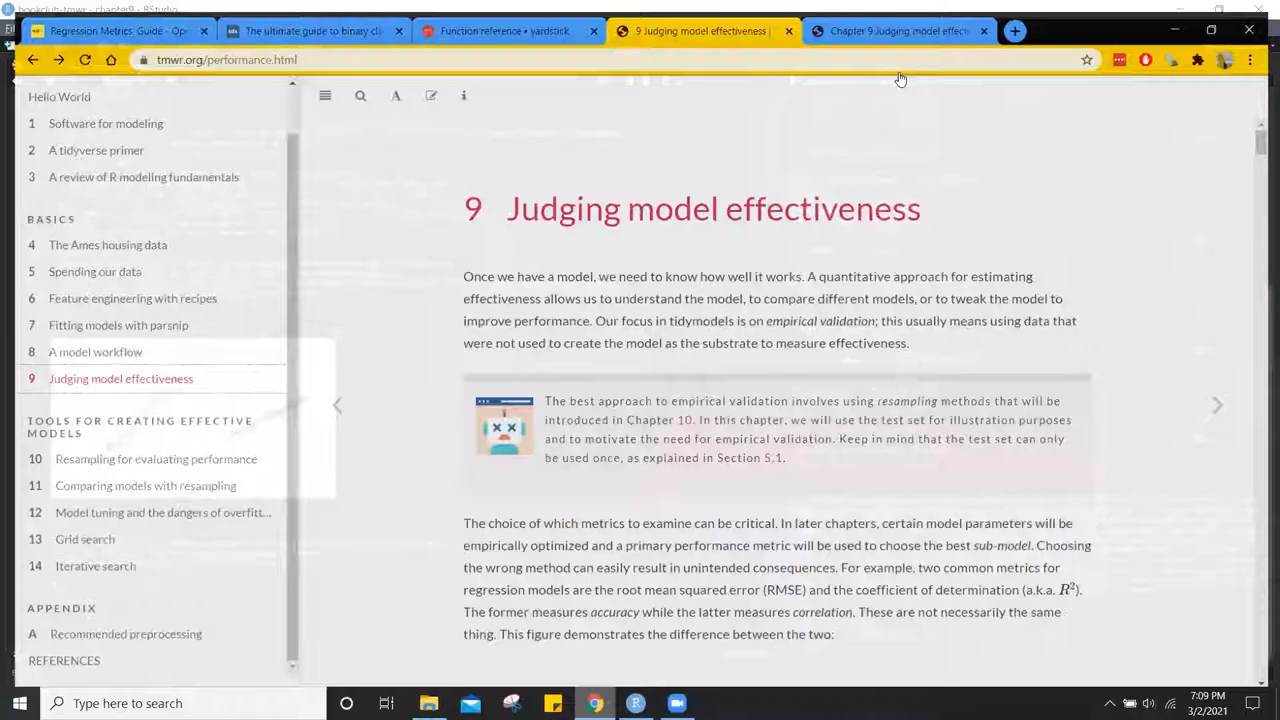 bookclub-tmwr - chapter9 - RStudio
Regression Metrics Guide - Op
The ultimate guide to binary cla
Function reference • yardstick
9 Judging model effectiveness |
Chapter 9 Judging model effecti
tmwr.org/performance.html
Hello World
1 Software for modeling
2 A tidyverse primer
3 A review of R modeling fundamentals
BASICS
4 The Ames housing data
5 Spending our data
6 Feature engineering with recipes
7 Fitting models with parsnip
8 A model workflow
9 Judging model effectiveness
TOOLS FOR CREATING EFFECTIVE
MODELS
10 Resampling for evaluating performance
11 Comparing models with resampling
12 Model tuning and the dangers of overfitt...
13 Grid search
14 Iterative search
APPENDIX
A Recommended preprocessing
REFERENCES
9 Judging model effectiveness
Once we have a model, we need to know how well it works. A quantitative approach for estimating
effectiveness allows us to understand the model, to compare different models, or to tweak the model to
improve performance. Our focus in tidymodels is on empirical validation; this usually means using data that
were not used to create the model as the substrate to measure effectiveness.
The best approach to empirical validation involves using resampling methods that will be
introduced in Chapter 10. In this chapter, we will use the test set for illustration purposes
and to motivate the need for empirical validation. Keep in mind that the test set can only
be used once, as explained in Section 5.1.
The choice of which metrics to examine can be critical. In later chapters, certain model parameters will be
empirically optimized and a primary performance metric will be used to choose the best sub-model. Choosing
the wrong method can easily result in unintended consequences. For example, two common metrics for
regression models are the root mean squared error (RMSE) and the coefficient of determination (a.k.a. R²).
The former measures accuracy while the latter measures correlation. These are not necessarily the same
thing. This figure demonstrates the difference between the two:
Type here to search
7:09 PM
3/2/2021